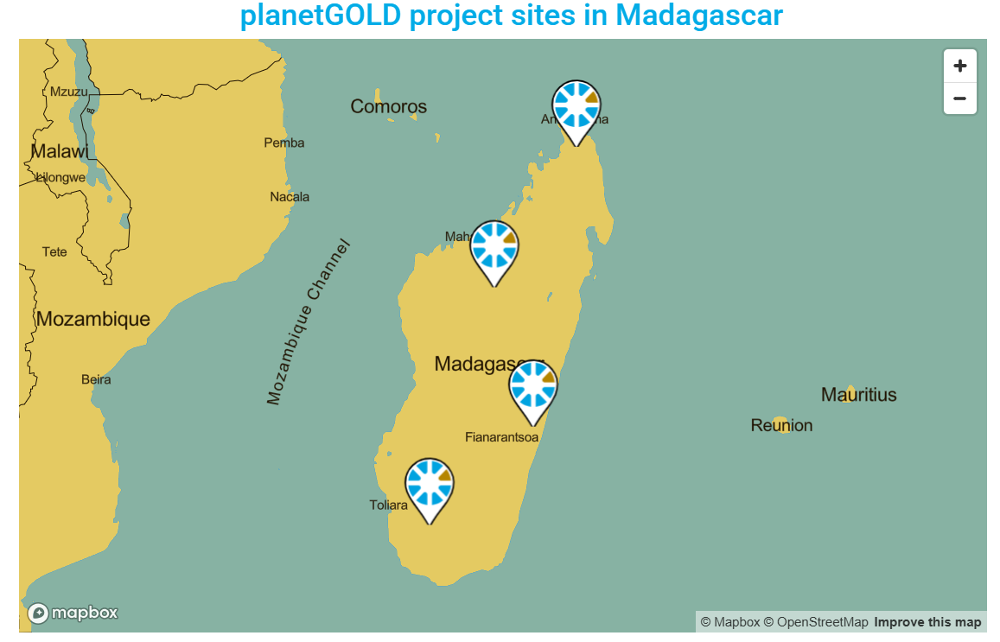 planetGOLD project sites in Madagascar
+
−
Mzuzu
Comoros
Pemba
Malawi
Lilongwe
Nacala
Tete
Mozambique Channel
Mozambique
Beira
Mauritius
Reunion
Fianarantsoa
Toliara
mapbox
© Mapbox © OpenStreetMap Improve this map